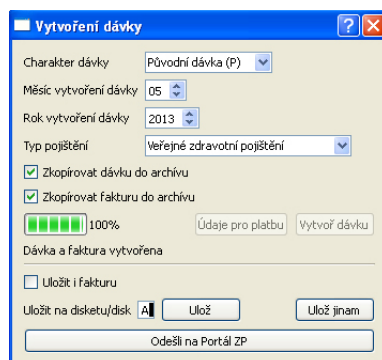 Vytvoření dávky
Charakter dávky Původní dávka (P)
Měsíc vytvoření dávky 05
Rok vytvoření dávky 2013
Typ pojištění Veřejné zdravotní pojištění
Zkopírovat dávku do archívu
Zkopírovat fakturu do archívu
100% Údaje pro platbu Vytvoř dávku
Dávka a faktura vytvořena
Uložit i fakturu
Uložit na disketu/disk A Ulož Ulož jinam
Odešli na Portál ZP